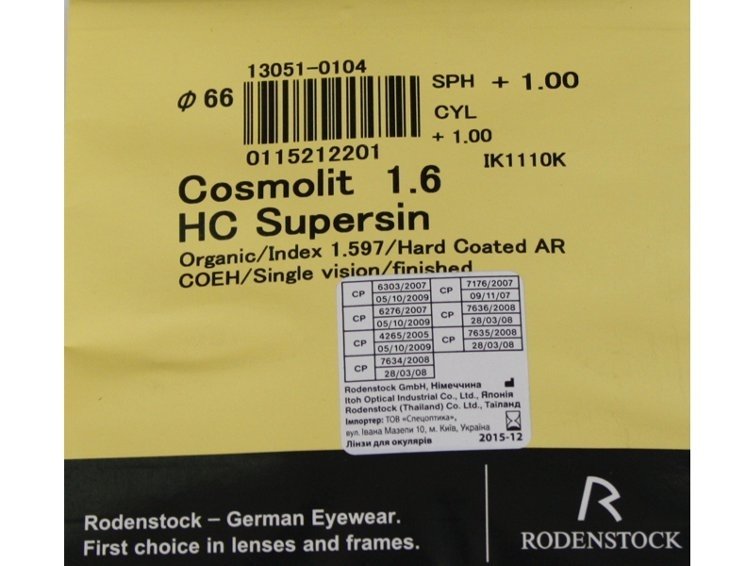 13051-0104
Φ 66
SPH + 1.00
CYL
+ 1.00
0115212201
IK1110K
Cosmolit 1.6
HC Supersin
Organic/Index 1.597/Hard Coated AR
COEH/Single vision/finished
CP 6303/2007 05/10/2009 CP 7176/2007 09/11/07
CP 6276/2007 05/10/2009 CP 7636/2008 28/03/08
CP 4265/2005 05/10/2009 CP 7635/2008 28/03/08
CP 7634/2008 28/03/08
Rodenstock GmbH, Німеччина
Itoh Optical Industrial Co., Ltd., Японія
Rodenstock (Thailand) Co., Ltd., Таїланд
Імпортер: ТОВ «Спецоптика»,
вул. Івана Мазепи 10, м. Київ, Україна
Лінзи для окулярів 2015-12
Rodenstock – German Eyewear.
First choice in lenses and frames.
R
RODENSTOCK